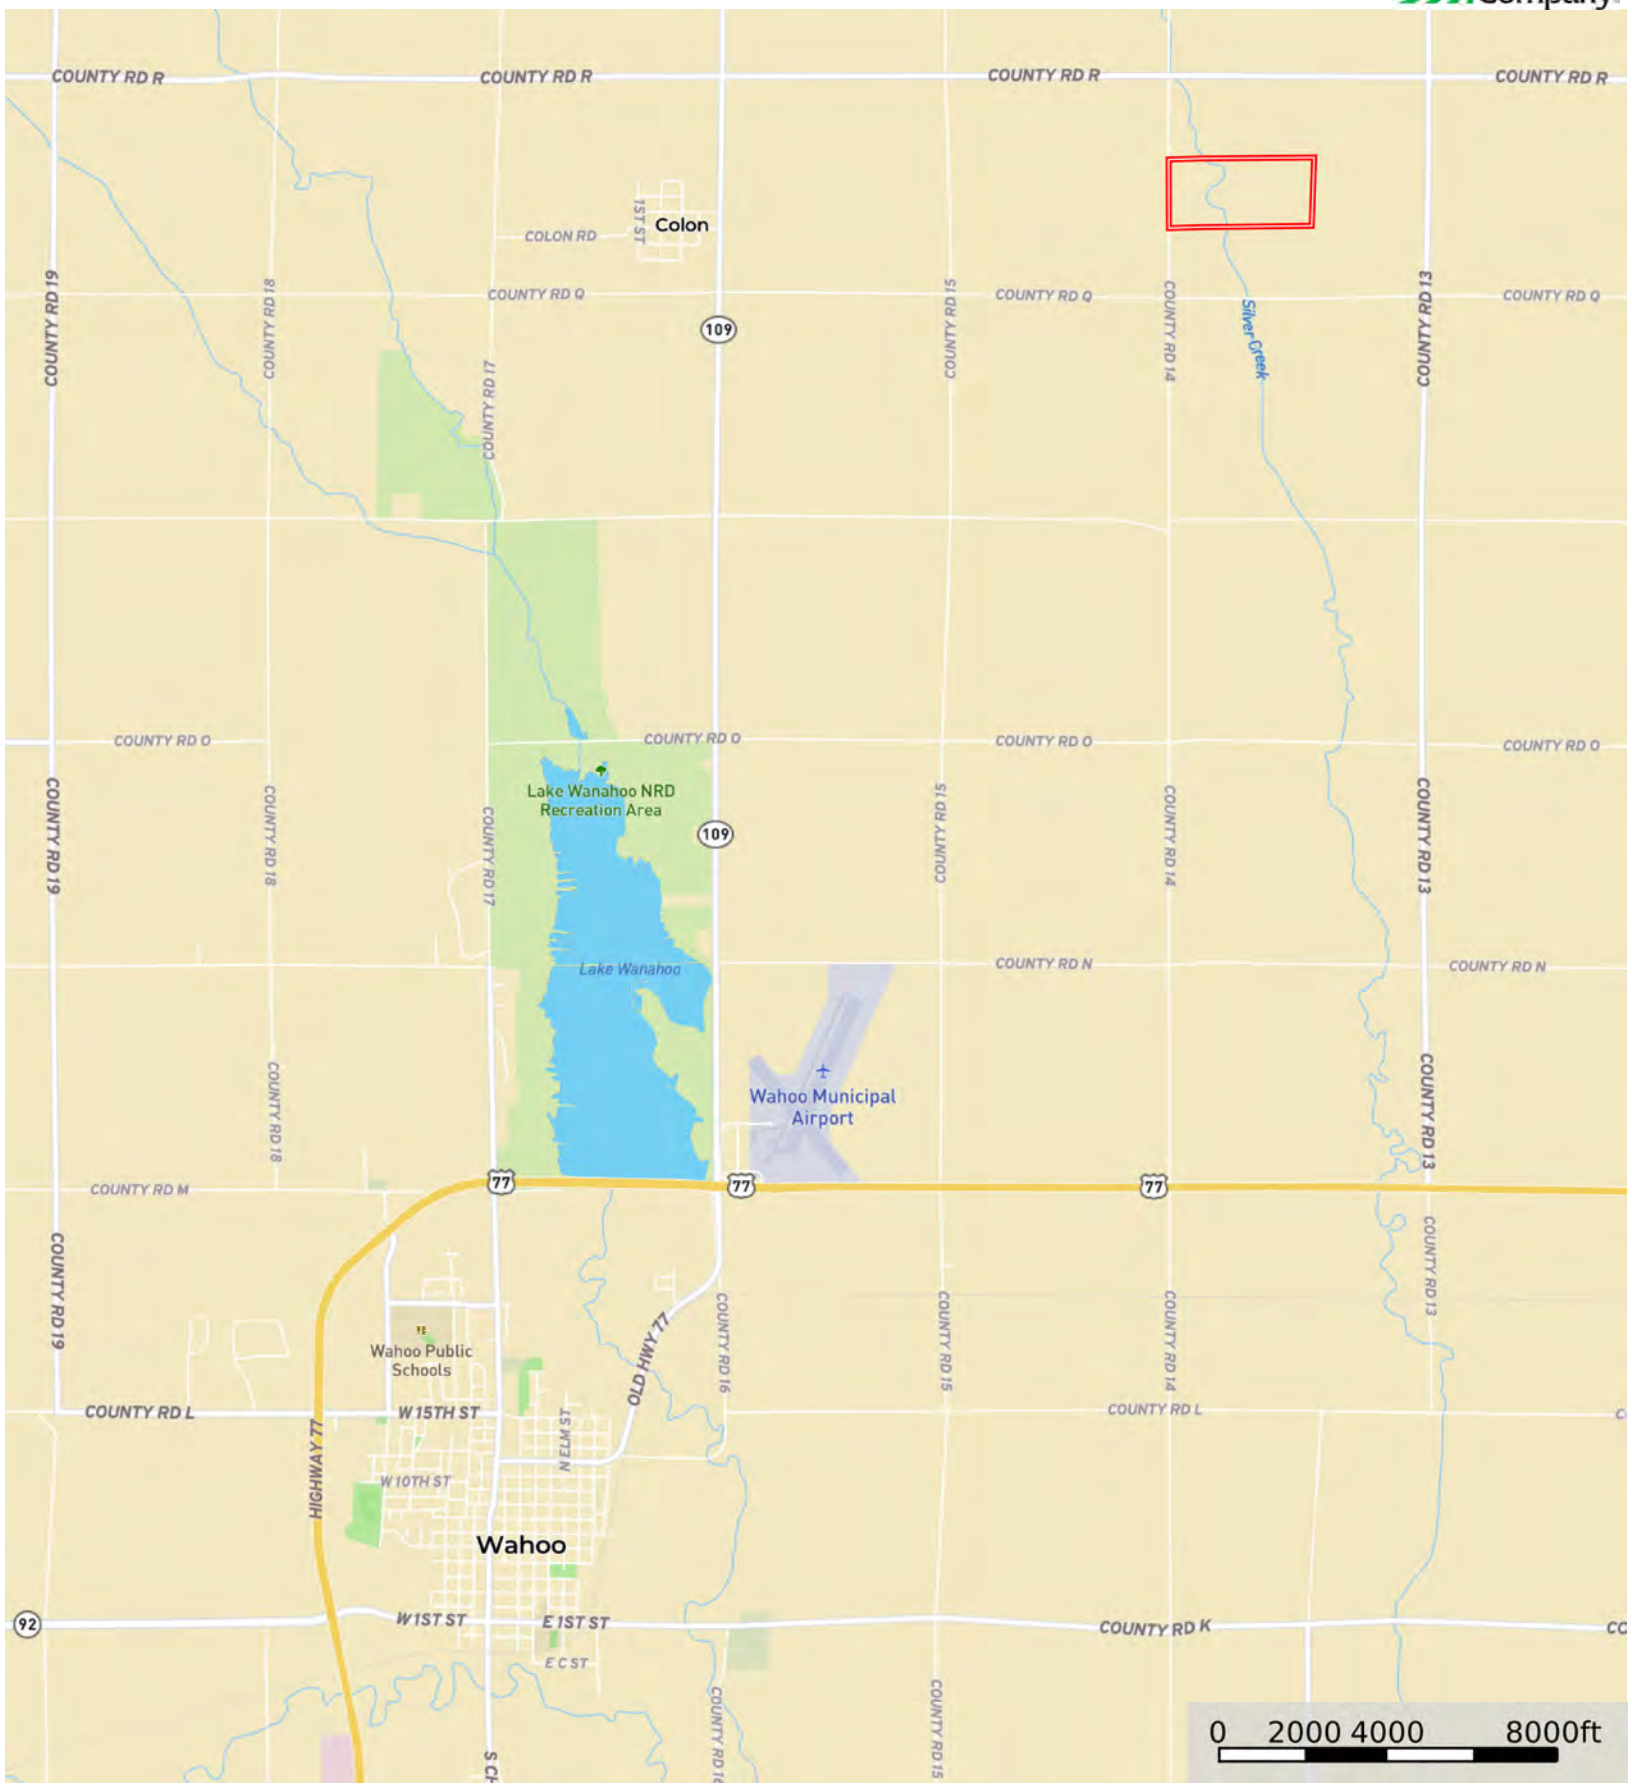 Company
COUNTY RD R
COUNTY RD R
COUNTY RD R
COUNTY RD R
1ST ST
Colon
COLON RD
COUNTY RD 19
COUNTY RD 18
COUNTY RD Q
COUNTY RD 15
COUNTY RD Q
COUNTY RD 14
Silver Creek
COUNTY RD 13
COUNTY RD Q
109
COUNTY RD 17
COUNTY RD O
COUNTY RD O
COUNTY RD O
COUNTY RD O
Lake Wanahoo NRD
Recreation Area
COUNTY RD 19
COUNTY RD 18
COUNTY RD 17
109
COUNTY RD 15
COUNTY RD 14
COUNTY RD 13
Lake Wanahoo
COUNTY RD N
COUNTY RD N
COUNTY RD 18
Wahoo Municipal
Airport
COUNTY RD 13
COUNTY RD M
77
77
77
COUNTY RD 19
COUNTY RD 13
Wahoo Public
Schools
OLD HWY 77
COUNTY RD 16
COUNTY RD 15
COUNTY RD 14
COUNTY RD L
W 15TH ST
COUNTY RD L
C
HIGHWAY 77
N ELM ST
W 10TH ST
Wahoo
92
W 1ST ST
E 1ST ST
COUNTY RD K
CO
E C ST
COUNTY RD 16
COUNTY RD 15
S CH
0 2000 4000 8000ft